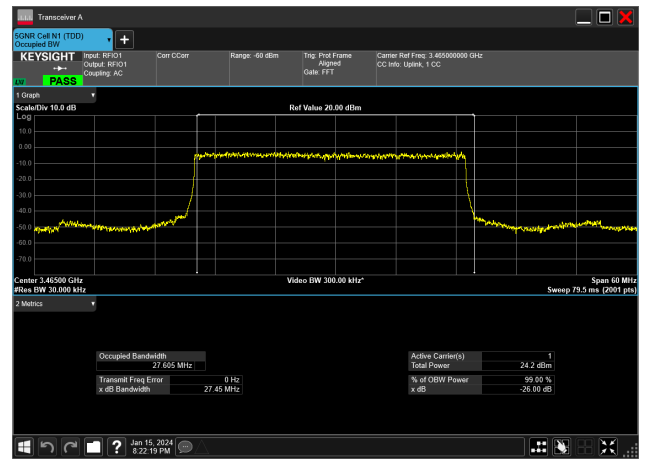 Transceiver A
5GNR Cell N1 (TDD)
Occupied BW
KEYSIGHT
LXI
PASS
Input: RFIO1
Output: RFIO1
Coupling: AC
Corr CCorr
Range: -60 dBm
Trig: Prot Frame
Aligned
Gate: FFT
Carrier Ref Freq: 3.465000000 GHz
CC Info: Uplink, 1 CC
1 Graph
Scale/Div 10.0 dB
Ref Value 20.00 dBm
Log
10.0
0.00
-10.0
-20.0
-30.0
-40.0
-50.0
-60.0
-70.0
Center 3.46500 GHz
Video BW 300.00 kHz*
Span 60 MHz
#Res BW 30.000 kHz
Sweep 79.5 ms (2001 pts)
2 Metrics
Occupied Bandwidth
27.605 MHz
Transmit Freq Error 0 Hz
x dB Bandwidth 27.45 MHz
Active Carrier(s) 1
Total Power 24.2 dBm
% of OBW Power 99.00 %
x dB -26.00 dB
Jan 15, 2024
8:22:19 PM